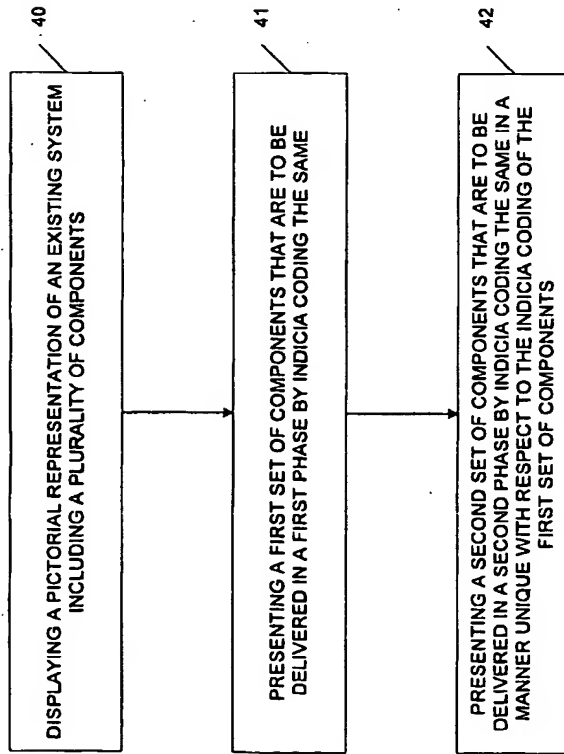 40
DISPLAYING A PICTORIAL REPRESENTATION OF AN EXISTING SYSTEM
INCLUDING A PLURALITY OF COMPONENTS
41
PRESENTING A FIRST SET OF COMPONENTS THAT ARE TO BE
DELIVERED IN A FIRST PHASE BY INDICIA CODING THE SAME
42
PRESENTING A SECOND SET OF COMPONENTS THAT ARE TO BE
DELIVERED IN A SECOND PHASE BY INDICIA CODING THE SAME IN A
MANNER UNIQUE WITH RESPECT TO THE INDICIA CODING OF THE
FIRST SET OF COMPONENTS